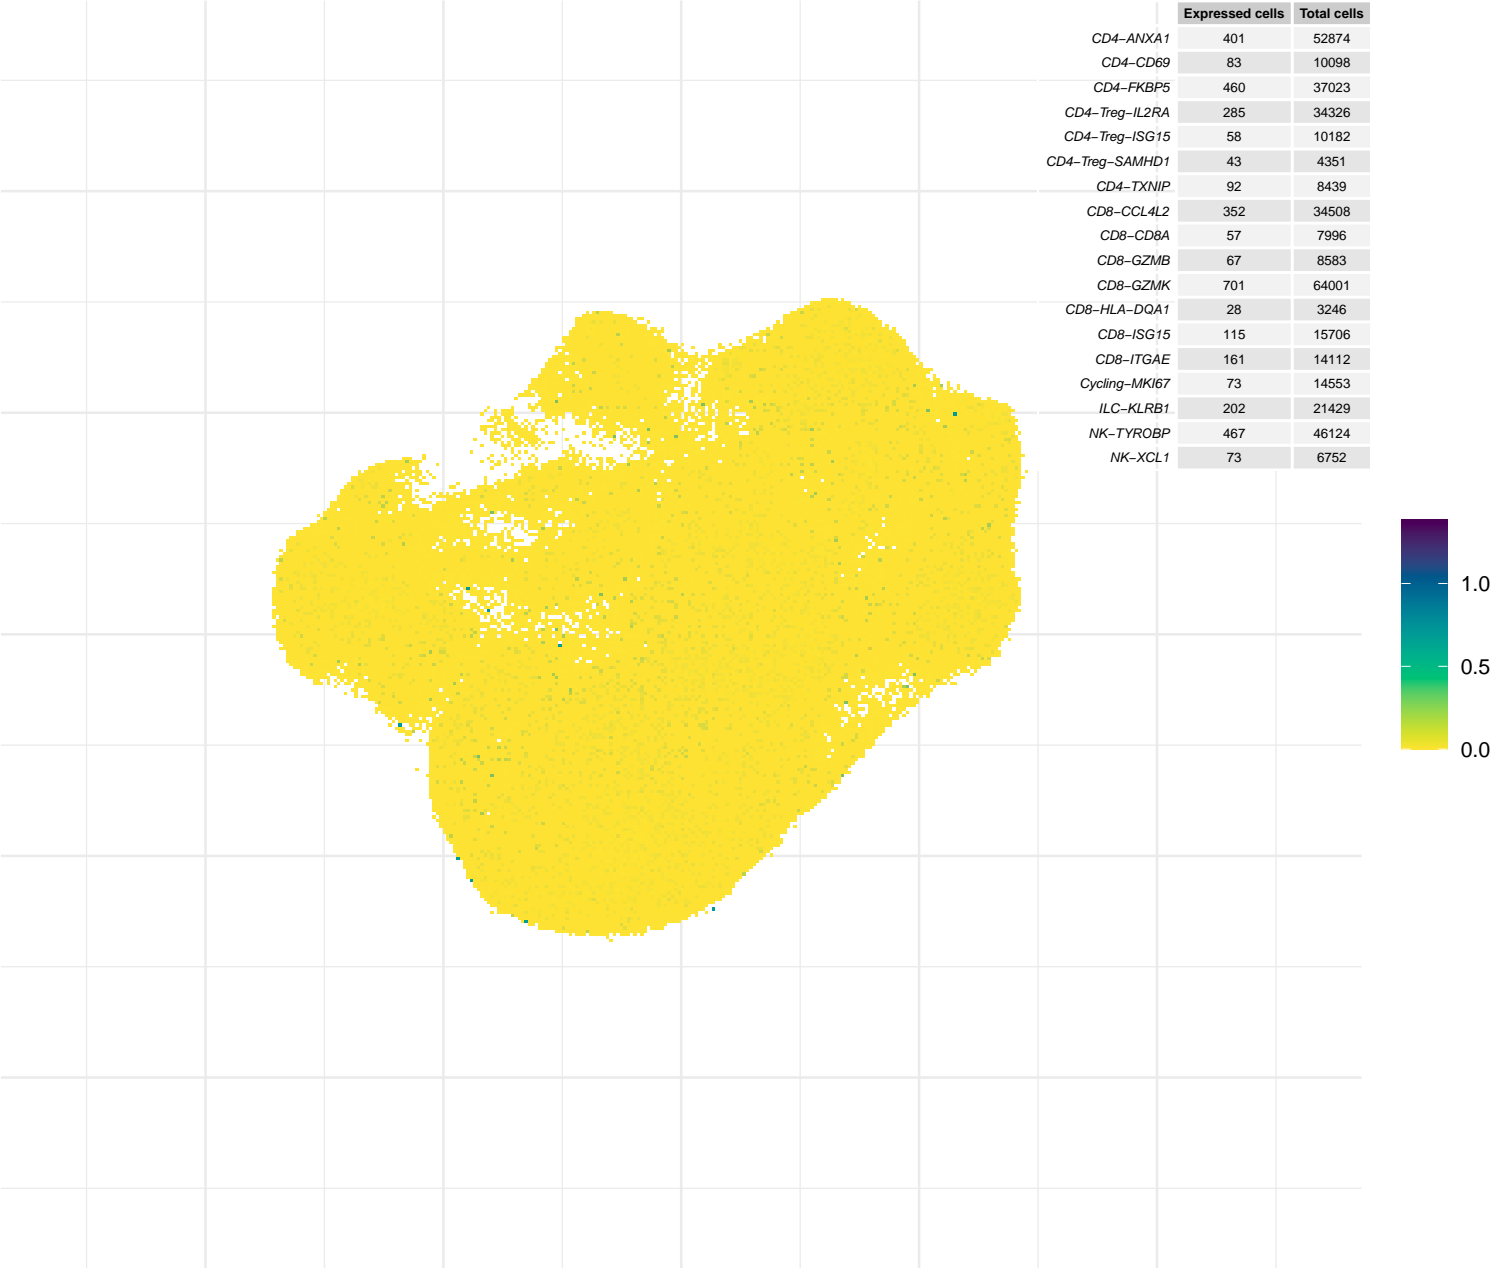 Expressed cells Total cells
CD4−ANXA1 401 52874
CD4−CD69 83 10098
CD4−FKBP5 460 37023
CD4−Treg−IL2RA 285 34326
CD4−Treg−ISG15 58 10182
CD4−Treg−SAMHD1 43 4351
CD4−TXNIP 92 8439
CD8−CCL4L2 352 34508
CD8−CD8A 57 7996
CD8−GZMB 67 8583
CD8−GZMK 701 64001
CD8−HLA−DQA1 28 3246
CD8−ISG15 115 15706
CD8−ITGAE 161 14112
Cycling−MKI67 73 14553
ILC−KLRB1 202 21429
NK−TYROBP 467 46124
NK−XCL1 73 6752
1.0
0.5
0.0